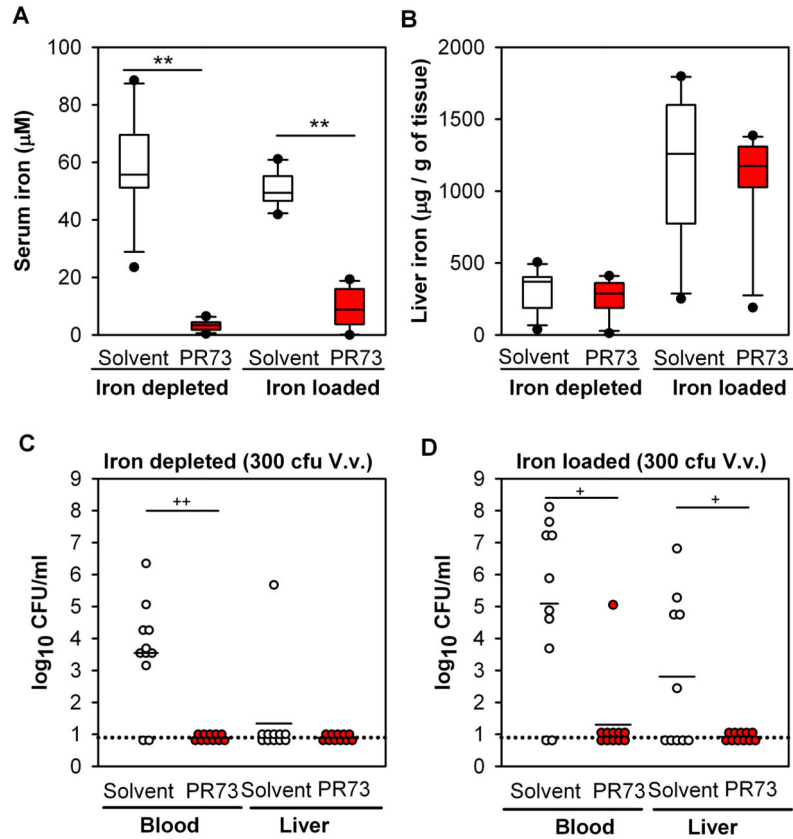 A
Serum iron (μM)
100
80
60
40
20
0
**
**
Solvent PR73 Solvent PR73
Iron depleted Iron loaded
B
Liver iron (μg / g of tissue)
2000
1500
1000
500
0
Solvent PR73 Solvent PR73
Iron depleted Iron loaded
C
Iron depleted (300 cfu V.v.)
log10 CFU/ml
9
8
7
6
5
4
3
2
1
0
++
Solvent PR73 Solvent PR73
Blood Liver
D
Iron loaded (300 cfu V.v.)
log10 CFU/ml
9
8
7
6
5
4
3
2
1
0
+
+
Solvent PR73 Solvent PR73
Blood Liver